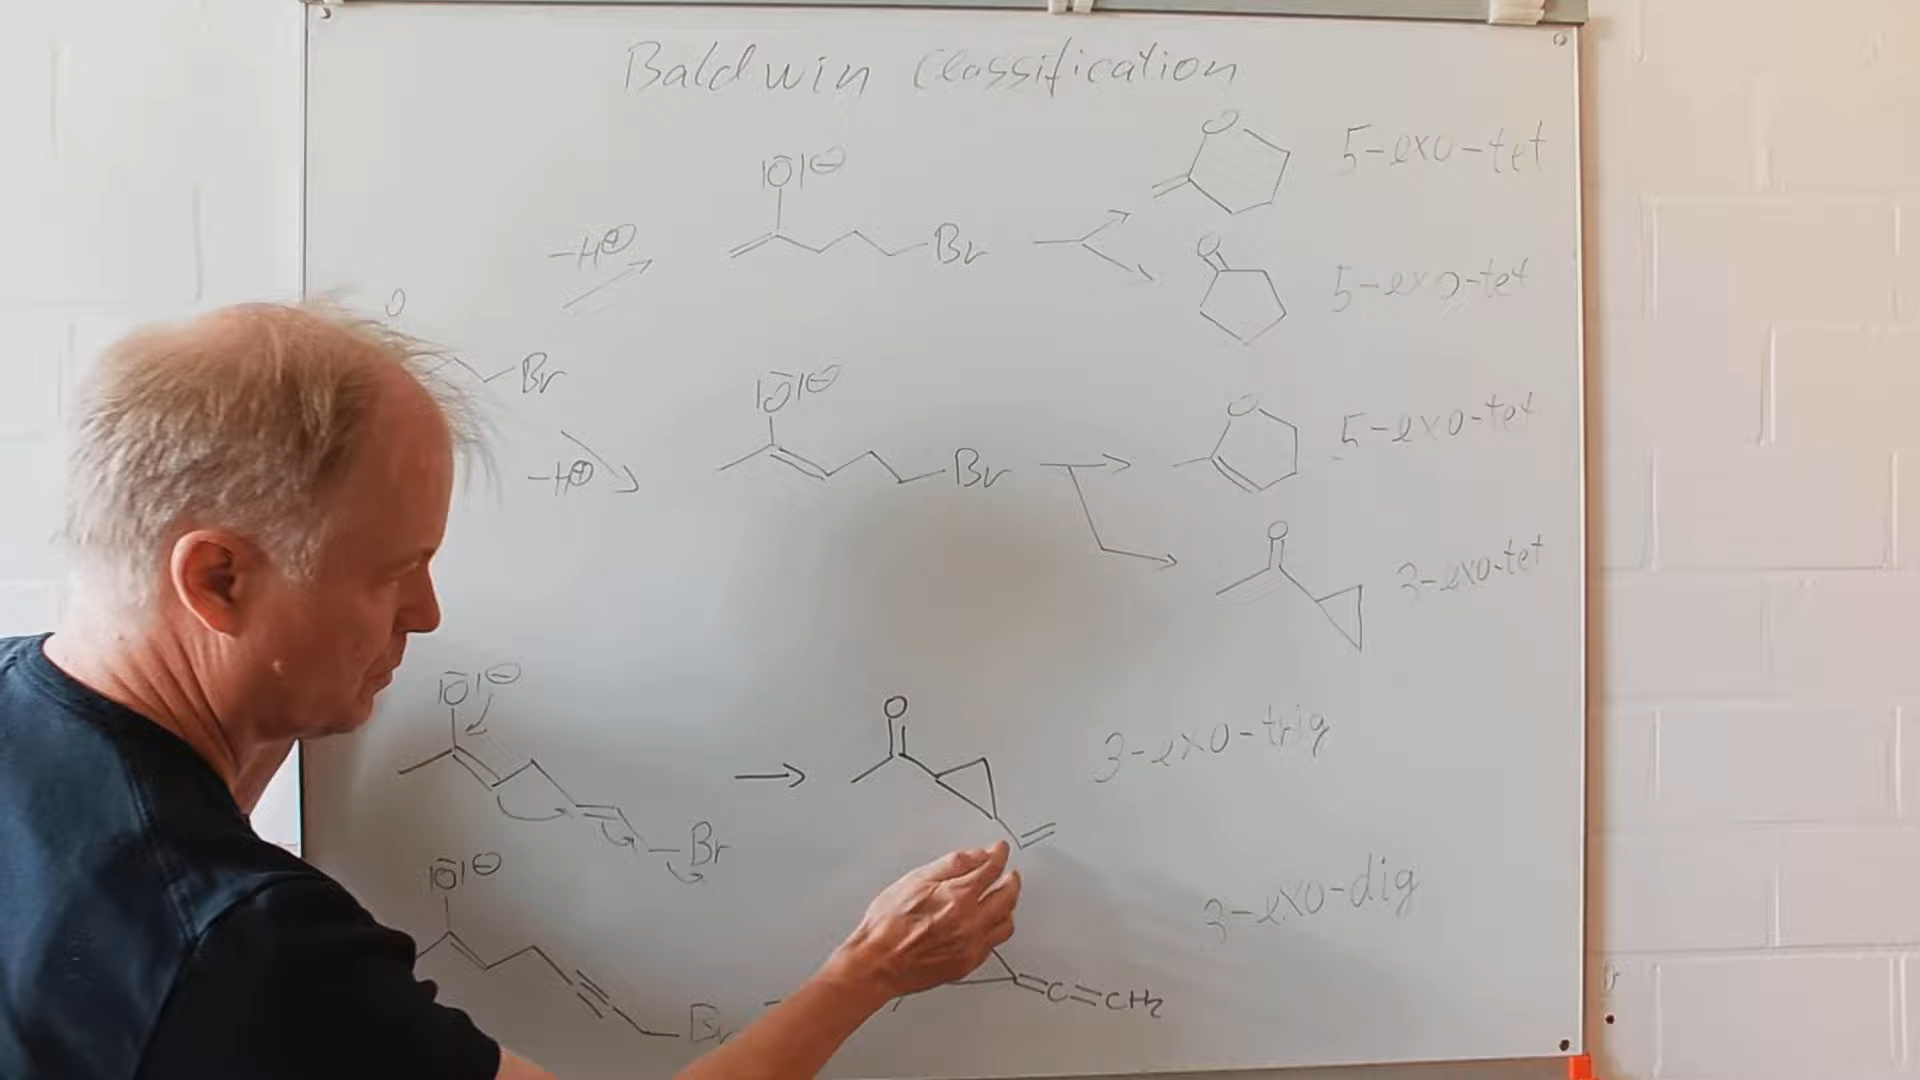 Baldwin Classification
|O̅|⊖
-H⊕
Br
O
5-exo-tet
O
5-exo-tet
O
Br
|O̅|⊖
-H⊕
Br
O
5-exo-tet
O
3-exo-tet
|O̅|⊖
Br
O
3-exo-trig
|O̅|⊖
Br
C
CH2
3-exo-dig